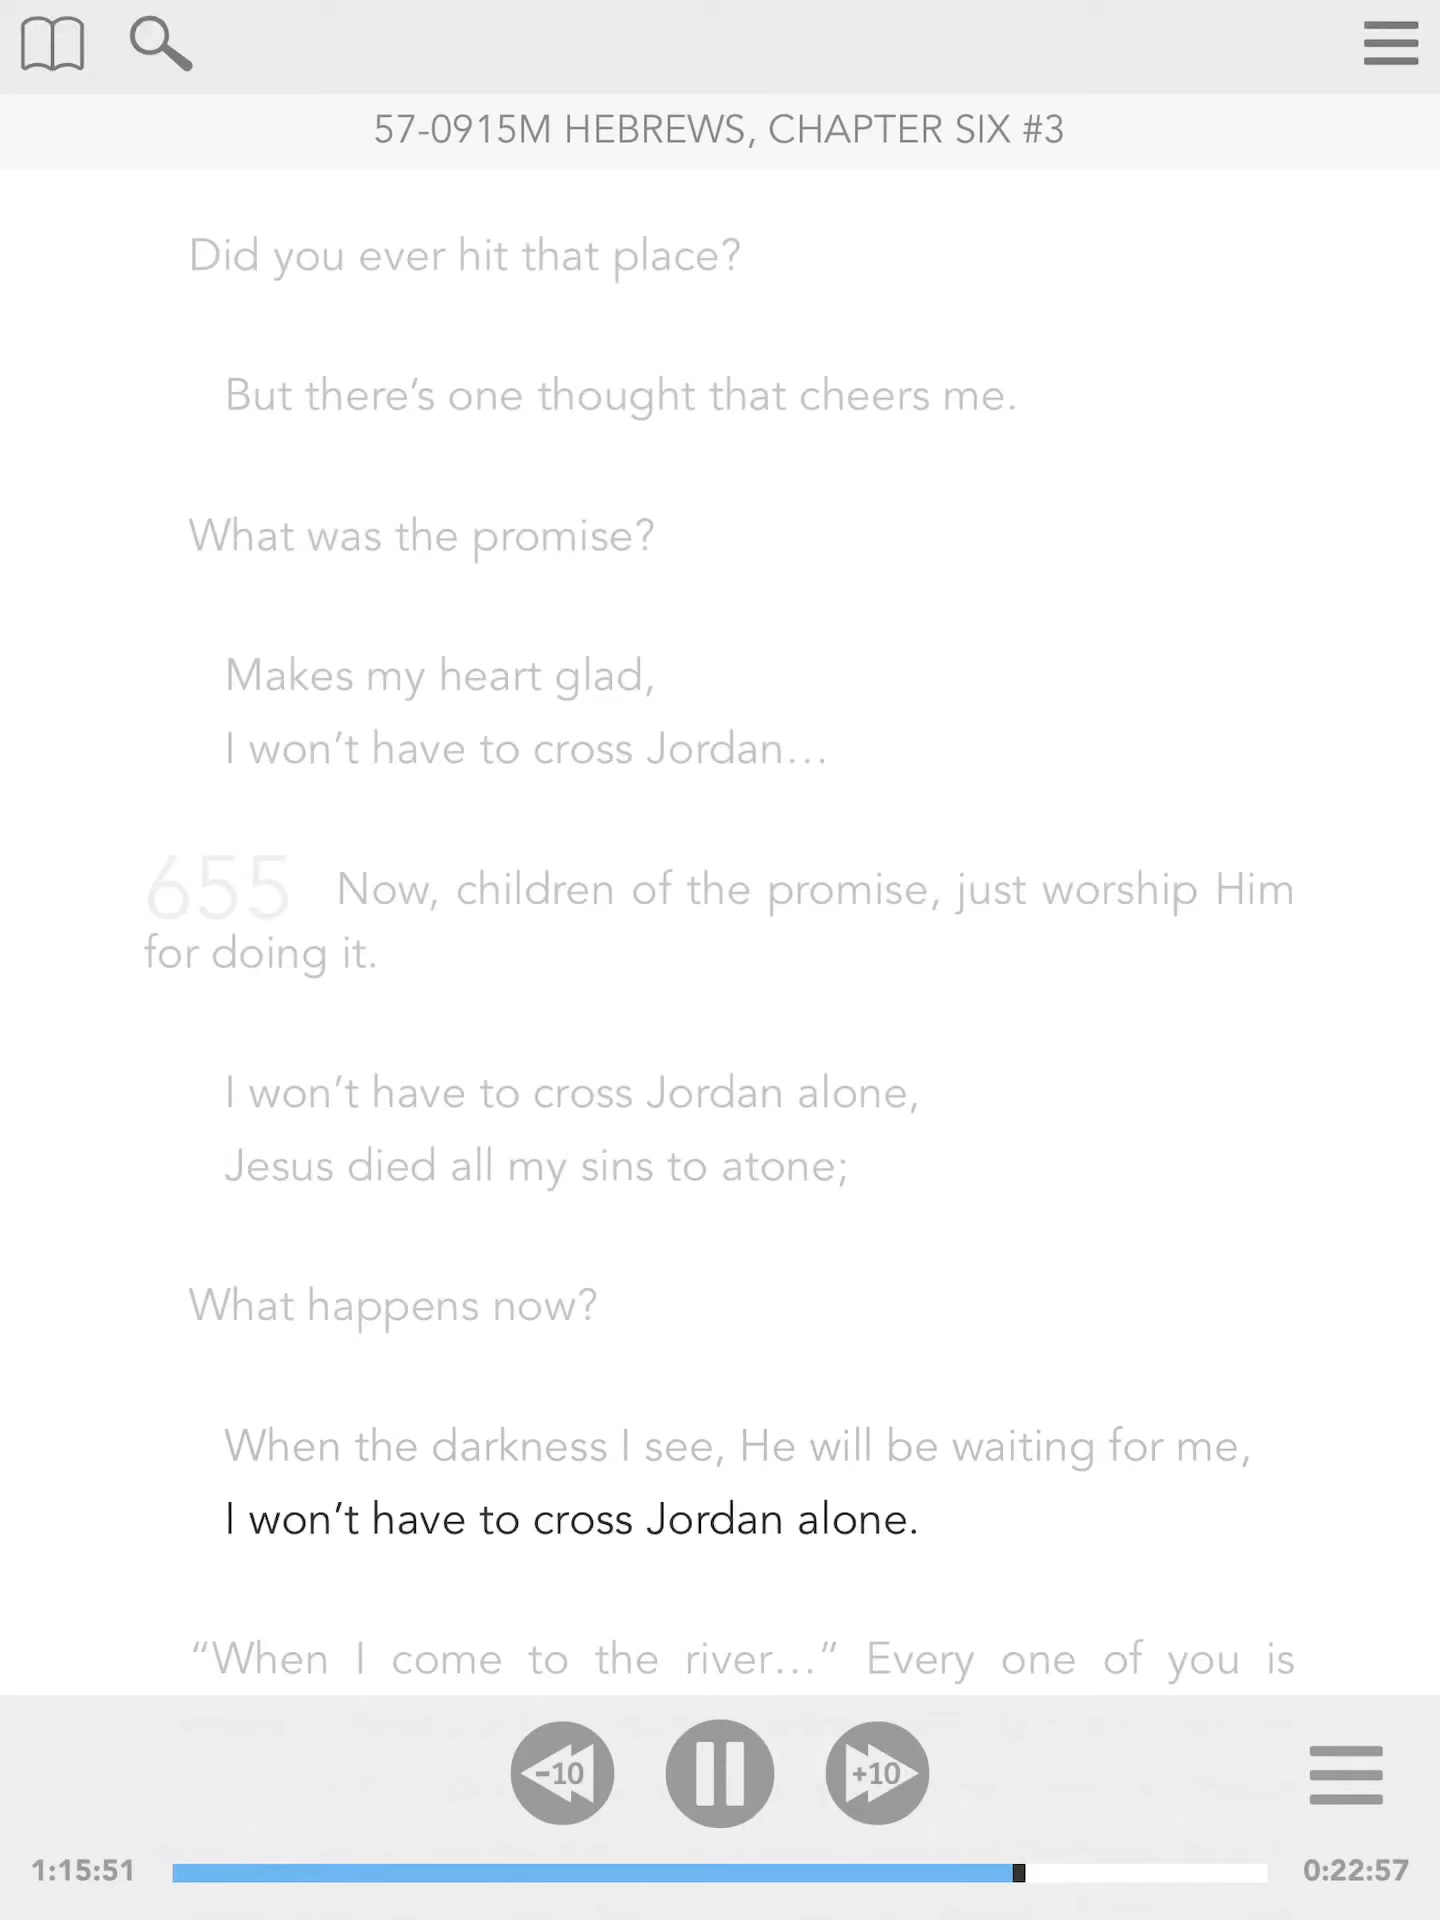 57-0915M HEBREWS, CHAPTER SIX #3
Did you ever hit that place?
But there’s one thought that cheers me.
What was the promise?
Makes my heart glad,
I won’t have to cross Jordan…
655 Now, children of the promise, just worship Him
for doing it.
I won’t have to cross Jordan alone,
Jesus died all my sins to atone;
What happens now?
When the darkness I see, He will be waiting for me,
I won’t have to cross Jordan alone.
“When I come to the river…” Every one of you is
-10 +10
1:15:51 0:22:57